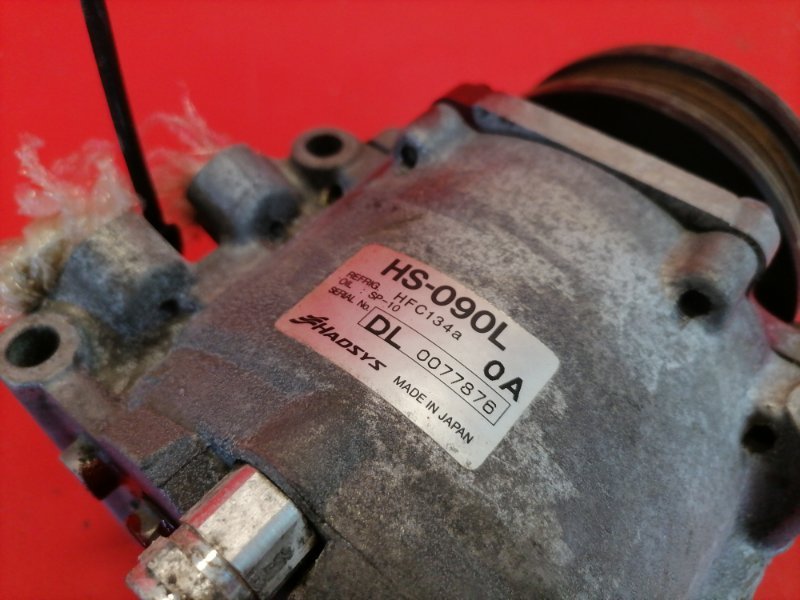 HS-090L
REFRIG. HFC134a
OIL : SP-10 0A
SERIAL No. DL 0077876
HADSYS MADE IN JAPAN